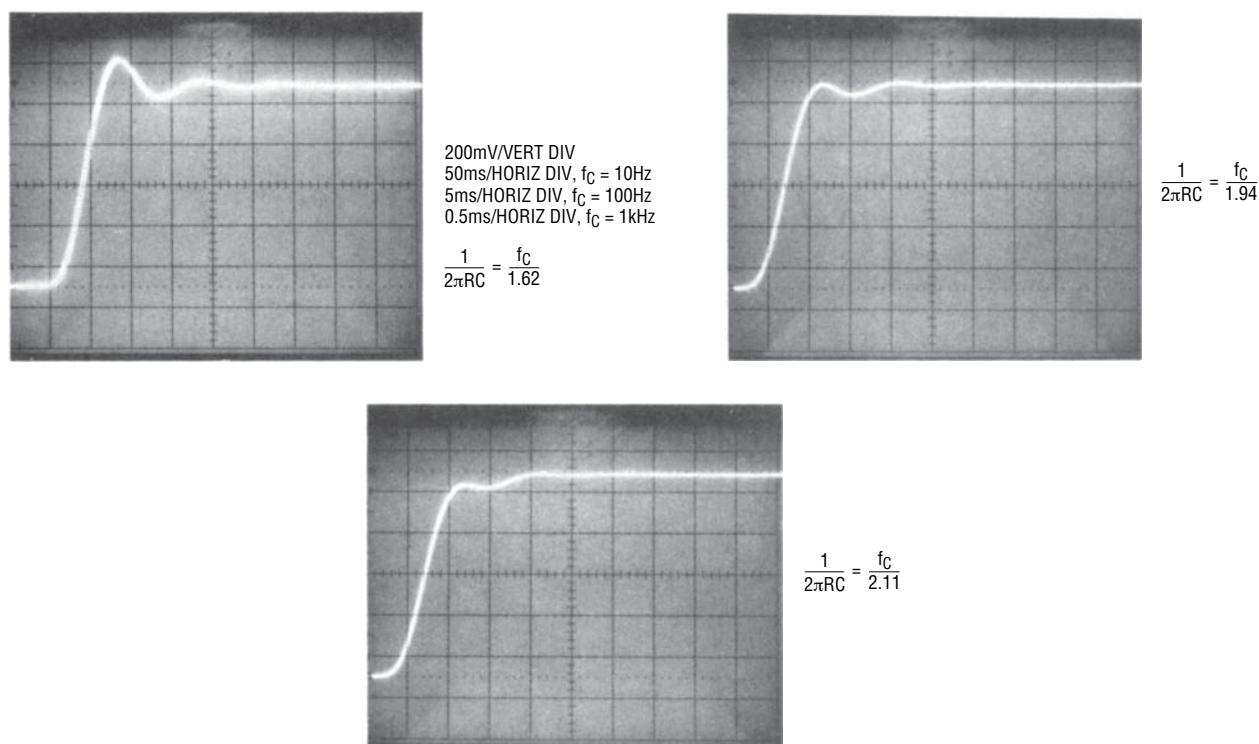 200mV/VERT DIV
50ms/HORIZ DIV, fC = 10Hz
5ms/HORIZ DIV, fC = 100Hz
0.5ms/HORIZ DIV, fC = 1kHz
1/2πRC = fC/1.62
1/2πRC = fC/1.94
1/2πRC = fC/2.11